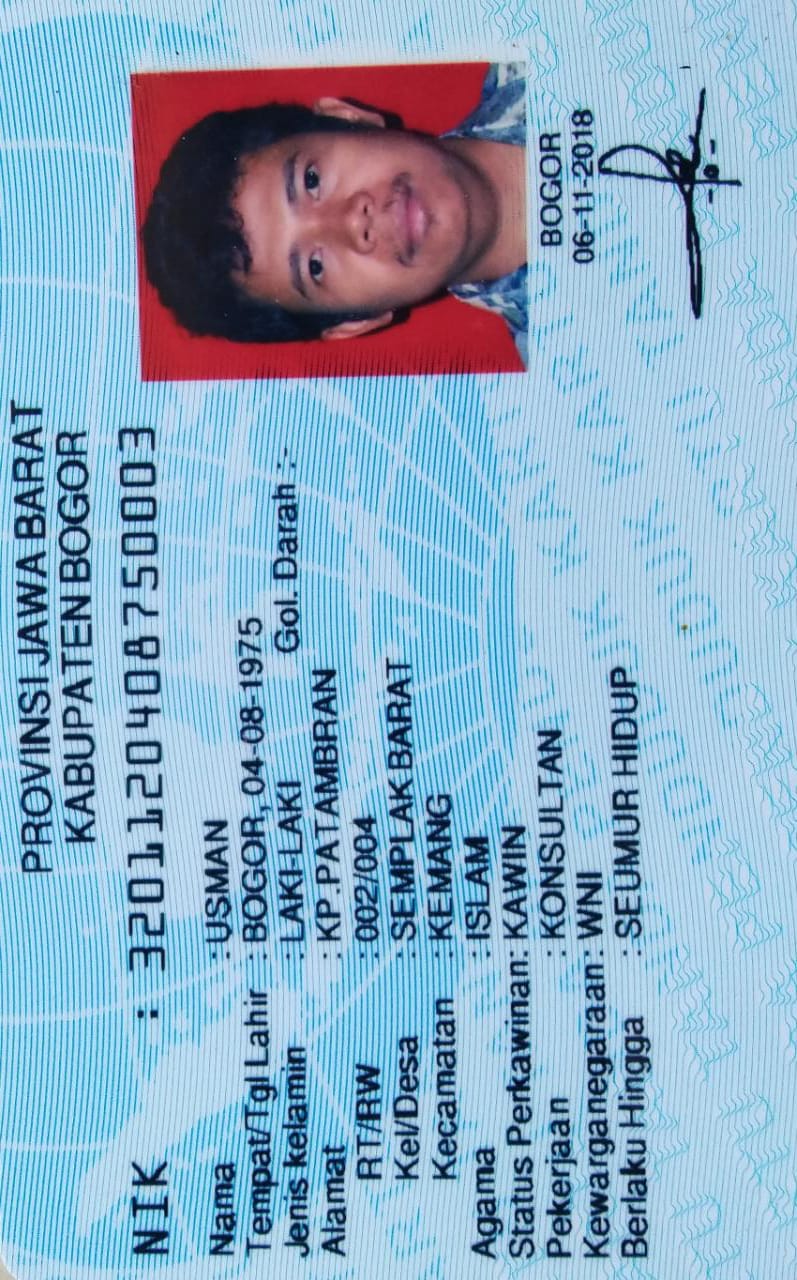 PROVINSI JAWA BARAT
KABUPATEN BOGOR
NIK : 3201120408750003
Nama : USMAN
Tempat/Tgl Lahir : BOGOR, 04-08-1975
Jenis kelamin : LAKI-LAKI Gol. Darah :-
Alamat : KP.PATAMBRAN
RT/RW : 002/004
Kel/Desa : SEMPLAK BARAT
Kecamatan : KEMANG
Agama : ISLAM
Status Perkawinan: KAWIN
Pekerjaan : KONSULTAN
Kewarganegaraan: WNI
Berlaku Hingga : SEUMUR HIDUP
BOGOR
06-11-2018